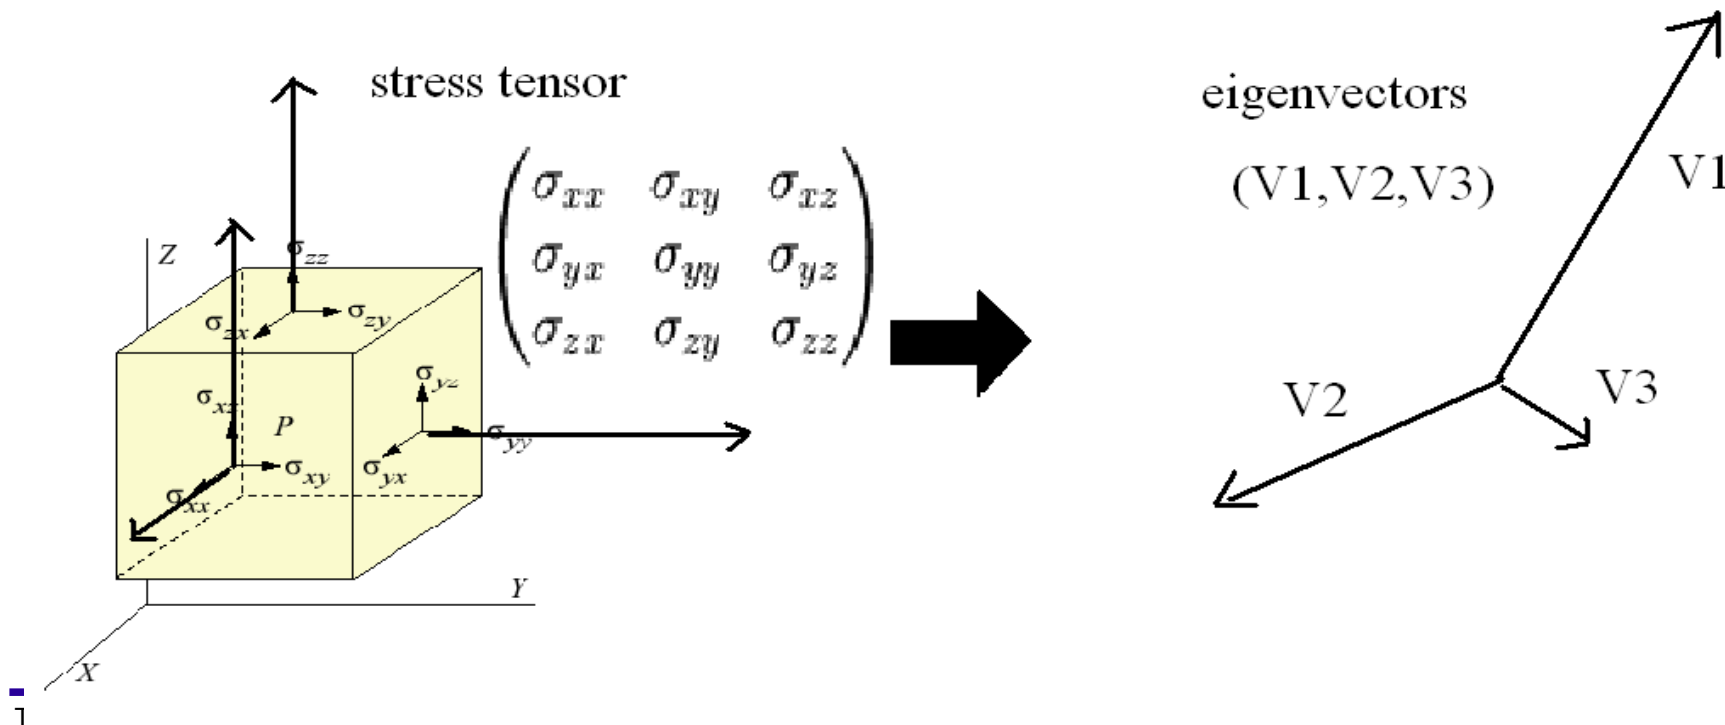 stress tensor
σxx σxy σxz
σyx σyy σyz
σzx σzy σzz
eigenvectors
(V1,V2,V3)
V1
V2
V3
Z
σzz
σzx
σzy
σyz
σxz
P
σyy
σxy
σyx
σxx
Y
X